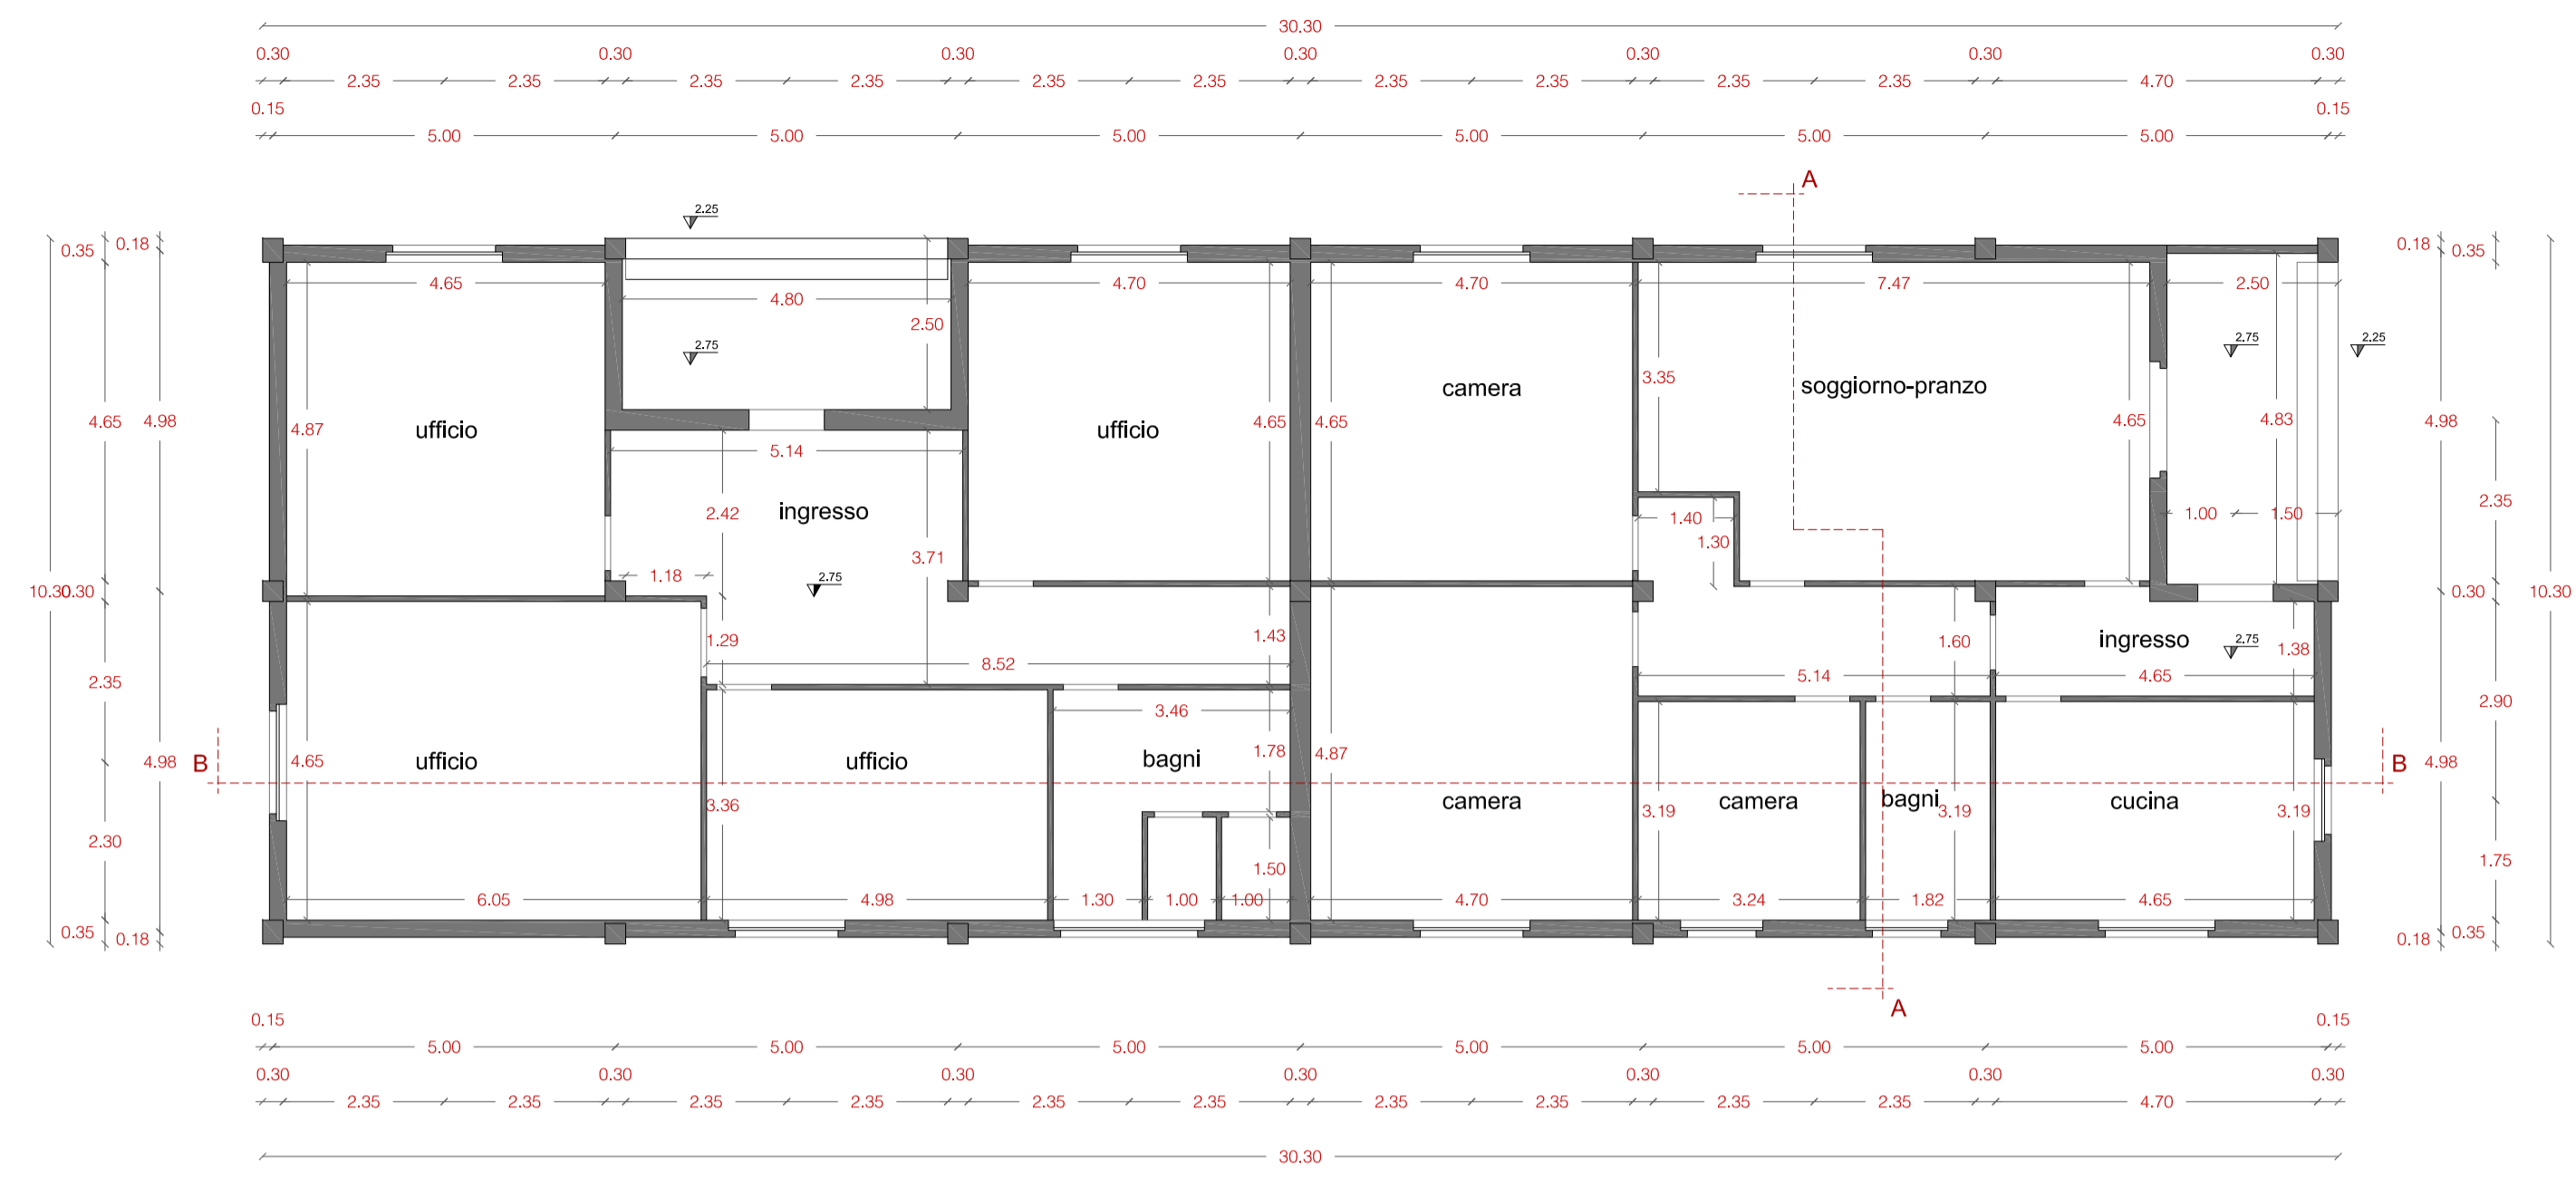 30.30
0.30 0.30 0.30 0.30 0.30 0.30 0.30
2.35 2.35 2.35 2.35 2.35 2.35 2.35 2.35 2.35 2.35 4.70
0.15 0.15
5.00 5.00 5.00 5.00 5.00 5.00
A
2.25
0.35 0.18 0.18 0.35
4.65 4.80 4.70 4.70 7.47 2.50
2.50
2.75 2.75 2.25
3.35
camera soggiorno-pranzo
4.65 4.98 4.87 ufficio ufficio 4.65 4.65 4.65 4.83 4.98
5.14
2.42 ingresso 1.40 1.00 1.50 2.35
3.71 1.30
1.18 2.75
10.30 0.30 0.30 10.30
1.29 1.43 1.60 ingresso 2.75 1.38
8.52 5.14 4.65
2.35 2.90
3.46
B 4.98 4.65 ufficio ufficio bagni 1.78 4.87 4.98 B
3.36 camera camera bagni cucina
3.19 3.19 3.19
2.30 1.50 1.75
6.05 4.98 1.30 1.00 1.00 4.70 3.24 1.82 4.65
0.35 0.18 0.18 0.35
A
0.15 0.15
5.00 5.00 5.00 5.00 5.00 5.00
0.30 0.30 0.30 0.30 0.30 0.30 0.30
2.35 2.35 2.35 2.35 2.35 2.35 2.35 2.35 2.35 2.35 4.70
30.30